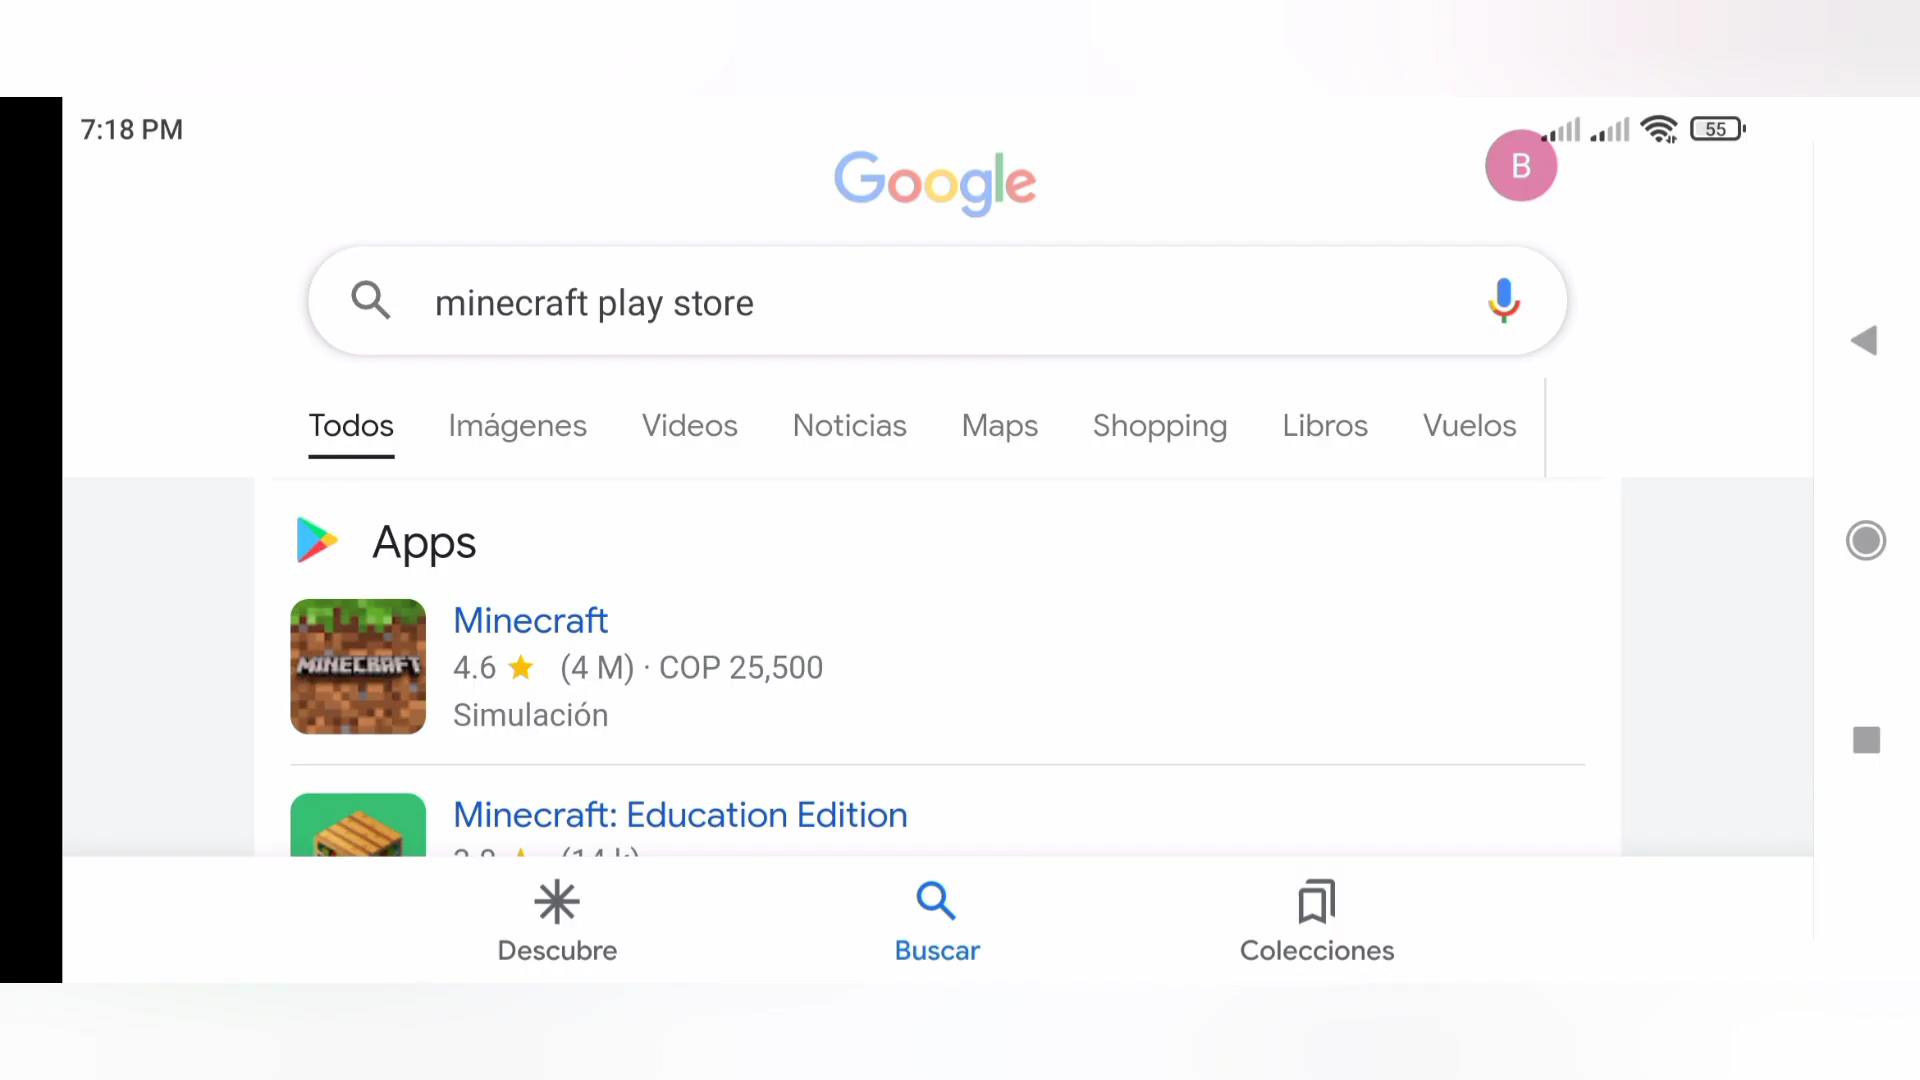 7:18 PM
55
Google
B
minecraft play store
Todos Imágenes Videos Noticias Maps Shopping Libros Vuelos
Apps
MINECRAFT
Minecraft
4.6 (4 M) · COP 25,500
Simulación
Minecraft: Education Edition
Descubre Buscar Colecciones